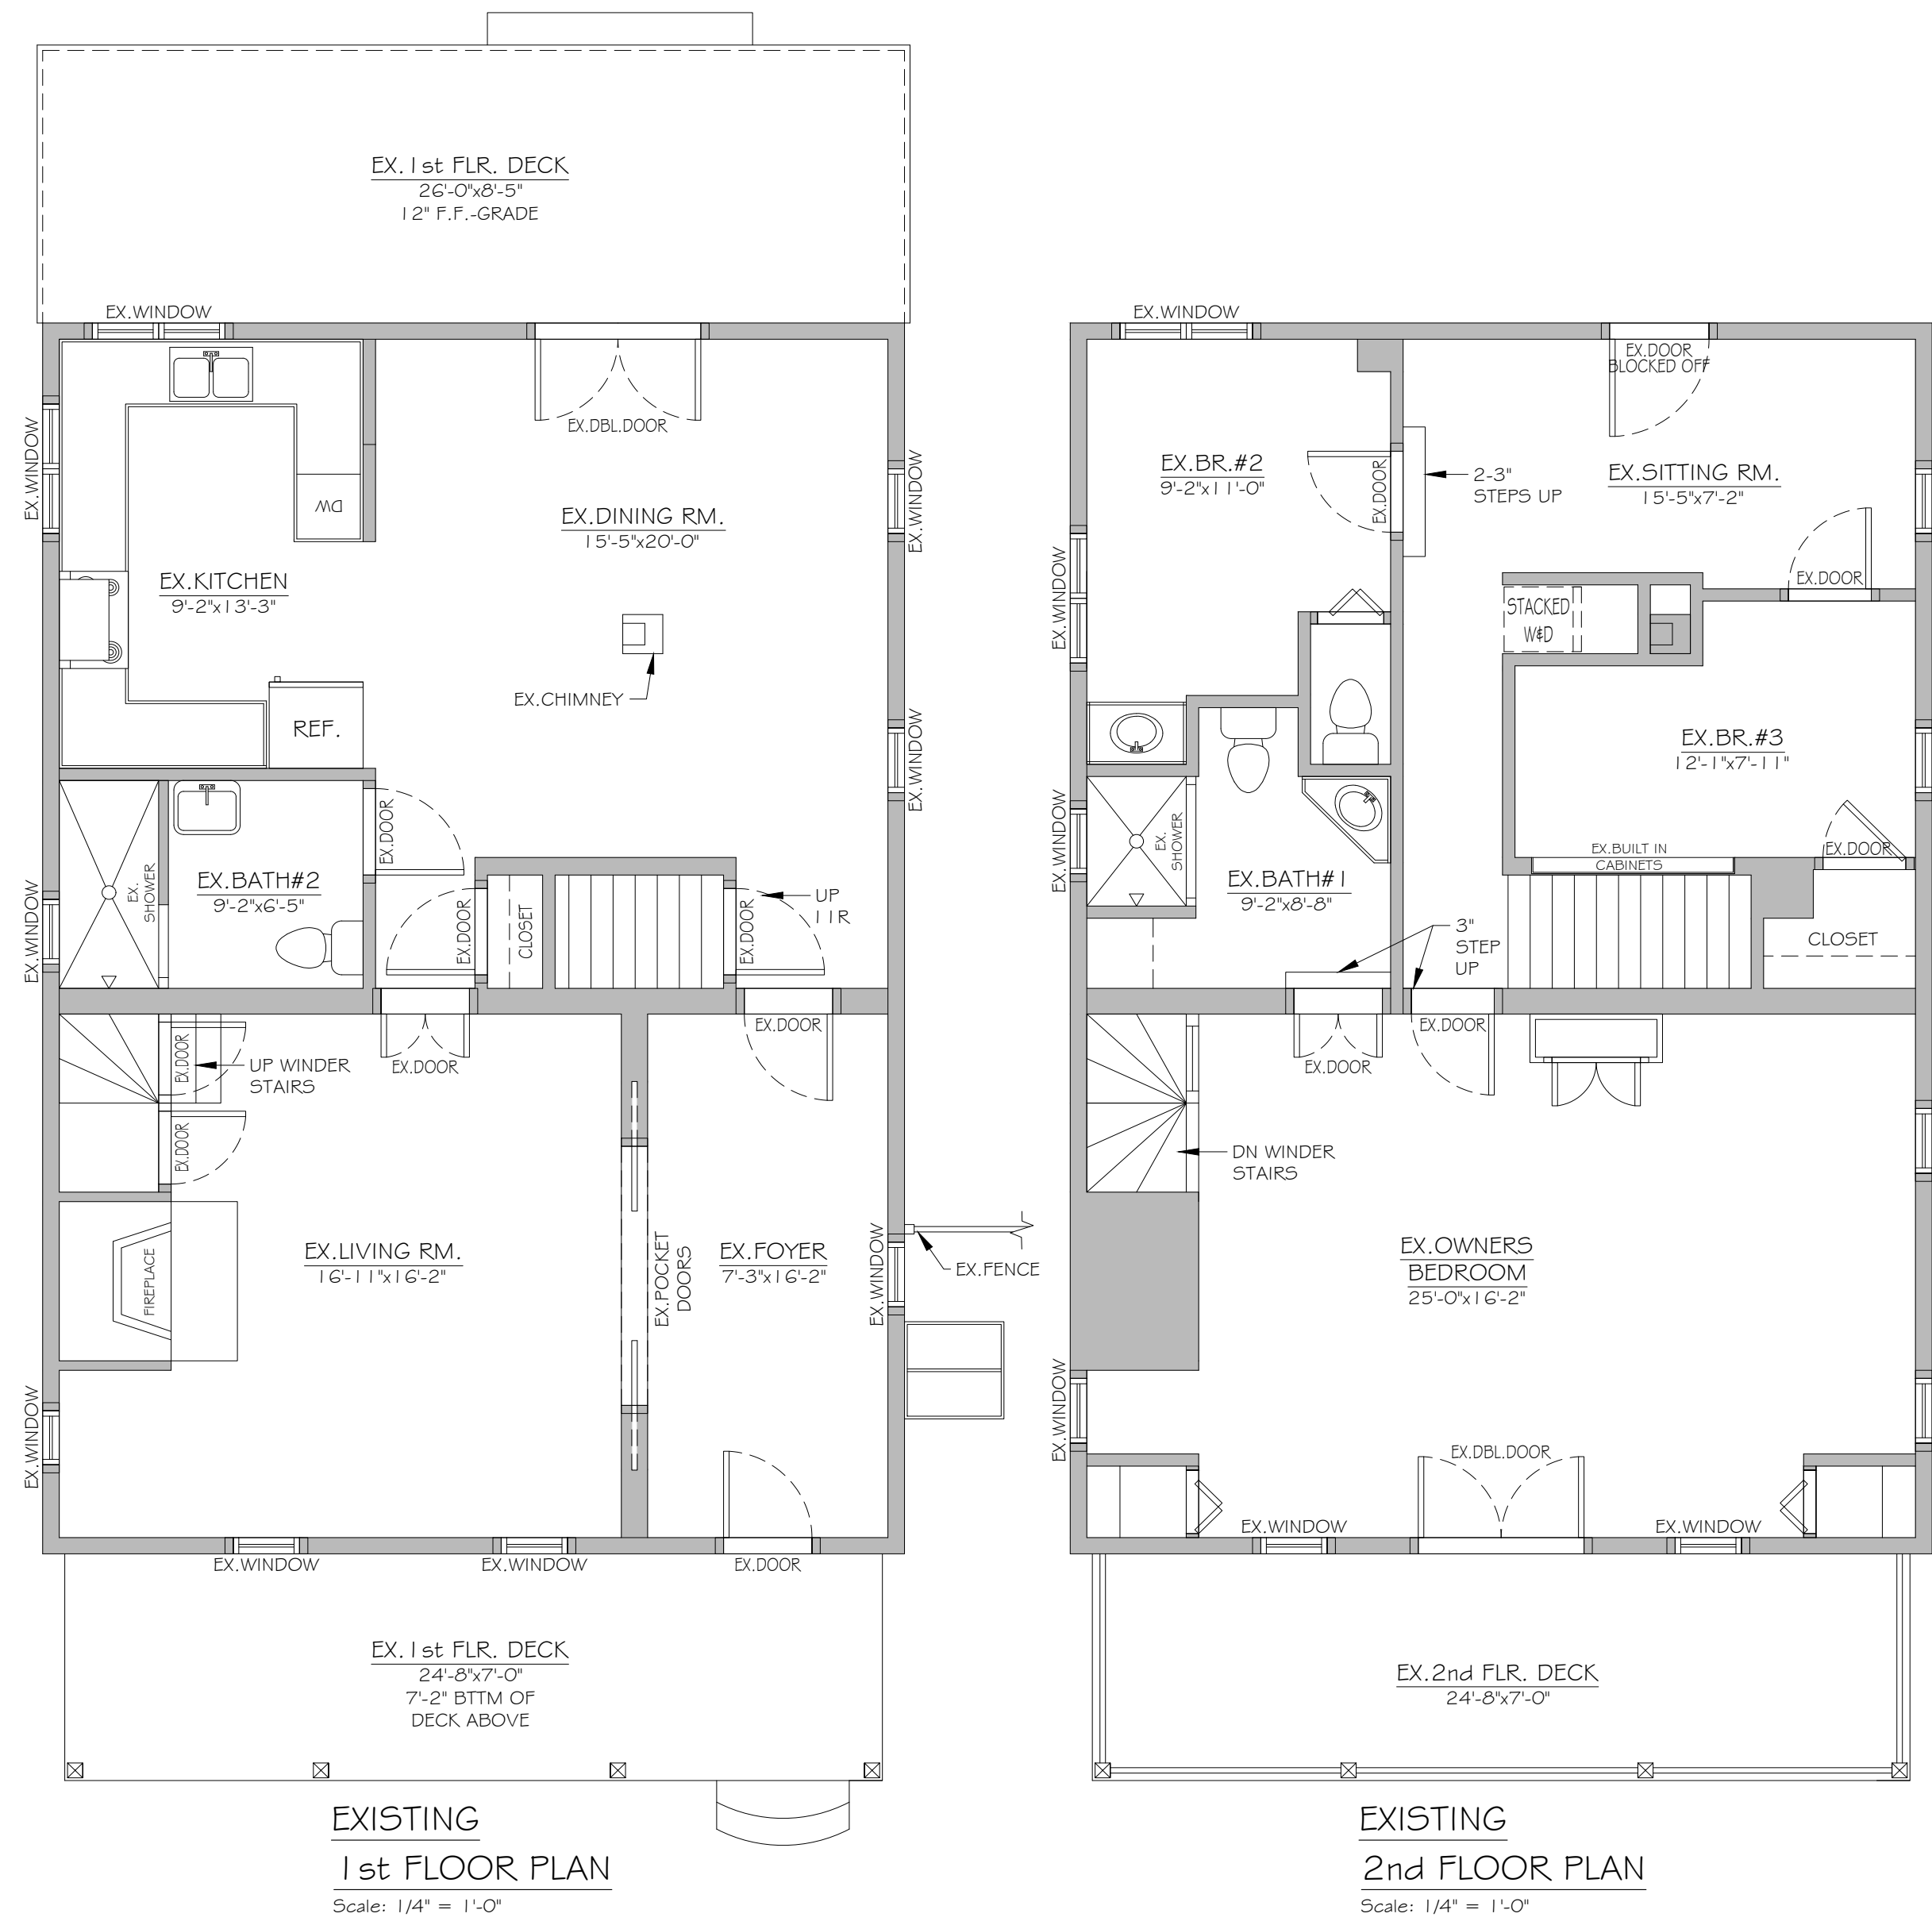 EX.1st FLR. DECK
26'-0"x8'-5"
12" F.F.-GRADE
EX.WINDOW
EX.DBL.DOOR
EX.WINDOW
EX.WINDOW
DW
EX.DINING RM.
15'-5"x20'-0"
EX.KITCHEN
9'-2"x13'-3"
EX.CHIMNEY
REF.
EX.WINDOW
EX.DOOR
EX.
SHOWER
EX.BATH#2
9'-2"x6'-5"
EX.WINDOW
EX.DOOR
CLOSET
EX.DOOR
UP
11R
EX.DOOR
EX.DOOR
EX.DOOR
UP WINDER
STAIRS
EX.DOOR
FIREPLACE
EX.LIVING RM.
16'-11"x16'-2"
EX.POCKET
DOORS
EX.FOYER
7'-3"x16'-2"
EX.WINDOW
EX.FENCE
EX.WINDOW
EX.WINDOW
EX.WINDOW
EX.DOOR
EX.1st FLR. DECK
24'-8"x7'-0"
7'-2" BTTM OF
DECK ABOVE
EXISTING
1st FLOOR PLAN
Scale: 1/4" = 1'-0"
EX.WINDOW
EX.DOOR
BLOCKED OFF
EX.BR.#2
9'-2"x11'-0"
EX.DOOR
2-3"
STEPS UP
EX.SITTING RM.
15'-5"x7'-2"
EX.DOOR
EX.WINDOW
STACKED
W&D
EX.BR.#3
12'-1"x7'-11"
EX.WINDOW
EX.
SHOWER
EX.BUILT IN
CABINETS
EX.DOOR
EX.BATH#1
9'-2"x8'-8"
3"
STEP
UP
CLOSET
EX.DOOR
EX.DOOR
DN WINDER
STAIRS
EX.OWNERS
BEDROOM
25'-0"x16'-2"
EX.WINDOW
EX.DBL.DOOR
EX.WINDOW
EX.WINDOW
EX.2nd FLR. DECK
24'-8"x7'-0"
EXISTING
2nd FLOOR PLAN
Scale: 1/4" = 1'-0"